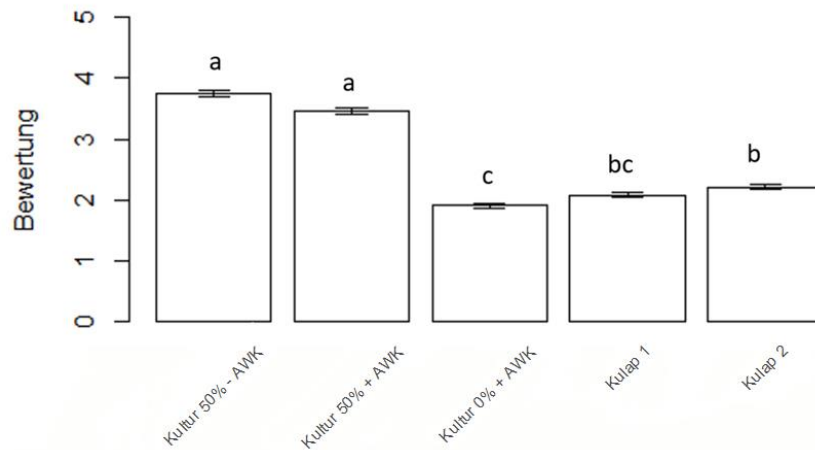 Bewertung
5
4
3
2
1
0
a
a
c
bc
b
Kultur 50% - AWK
Kultur 50% + AWK
Kultur 0% + AWK
Kulap 1
Kulap 2